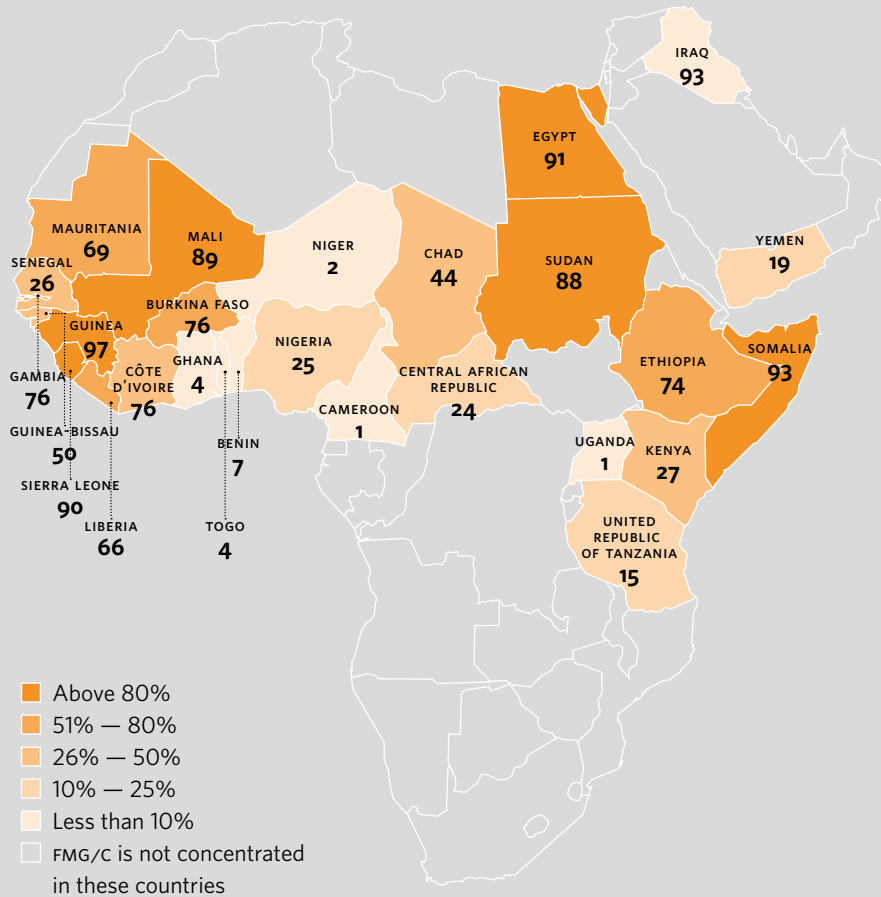 IRAQ
93
EGYPT
91
MAURITANIA
69
MALI
89
NIGER
2
CHAD
44
SUDAN
88
YEMEN
19
SENEGAL
26
BURKINA FASO
76
GUINEA
97
NIGERIA
25
GHANA
4
CÔTE
D'IVOIRE
76
CENTRAL AFRICAN
REPUBLIC
24
ETHIOPIA
74
SOMALIA
93
GAMBIA
76
CAMEROON
1
GUINEA-BISSAU
50
BENIN
7
UGANDA
1
KENYA
27
SIERRA LEONE
90
LIBERIA
66
TOGO
4
UNITED
REPUBLIC
OF TANZANIA
15
Above 80%
51% — 80%
26% — 50%
10% — 25%
Less than 10%
FMG/C is not concentrated
in these countries